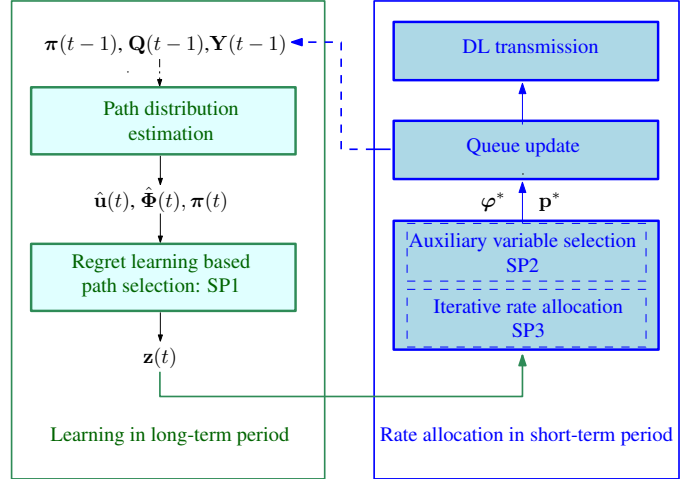 π(t−1), Q(t−1),Y(t−1)
Path distribution
estimation
û(t), Φ̂(t), π(t)
Regret learning based
path selection: SP1
z(t)
Learning in long-term period
DL transmission
Queue update
φ* p*
Auxiliary variable selection
SP2
Iterative rate allocation
SP3
Rate allocation in short-term period